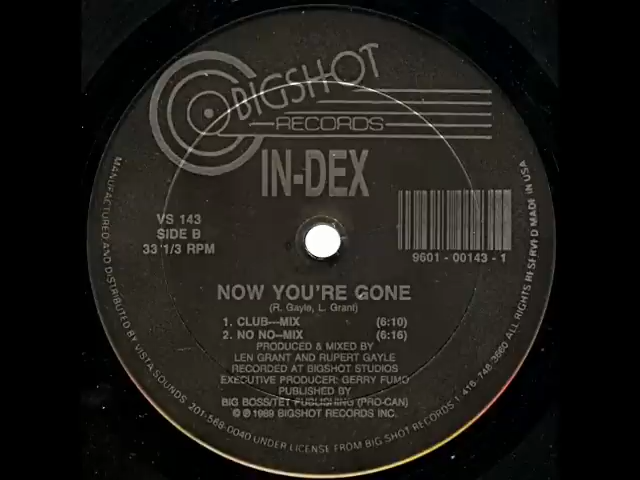 BIGSHOT
RECORDS
IN-DEX
VS 143
SIDE B
33 1/3 RPM
9601 - 00143 - 1
NOW YOU'RE GONE
(R. Gayle, L. Grant)
1. CLUB—MIX (6:10)
2. NO NO—MIX (6:16)
PRODUCED & MIXED BY
LEN GRANT AND RUPERT GAYLE
RECORDED AT BIGSHOT STUDIOS
EXECUTIVE PRODUCER: GERRY FUMO
PUBLISHED BY
BIG BOSS/TET PUBLISHING (PRO-CAN)
© ℗ 1989 BIGSHOT RECORDS INC.
MANUFACTURED AND DISTRIBUTED BY VISTA SOUNDS 201-568-0040 UNDER LICENSE FROM BIG SHOT RECORDS 1-416-748-3660 ALL RIGHTS RESERVED MADE IN USA